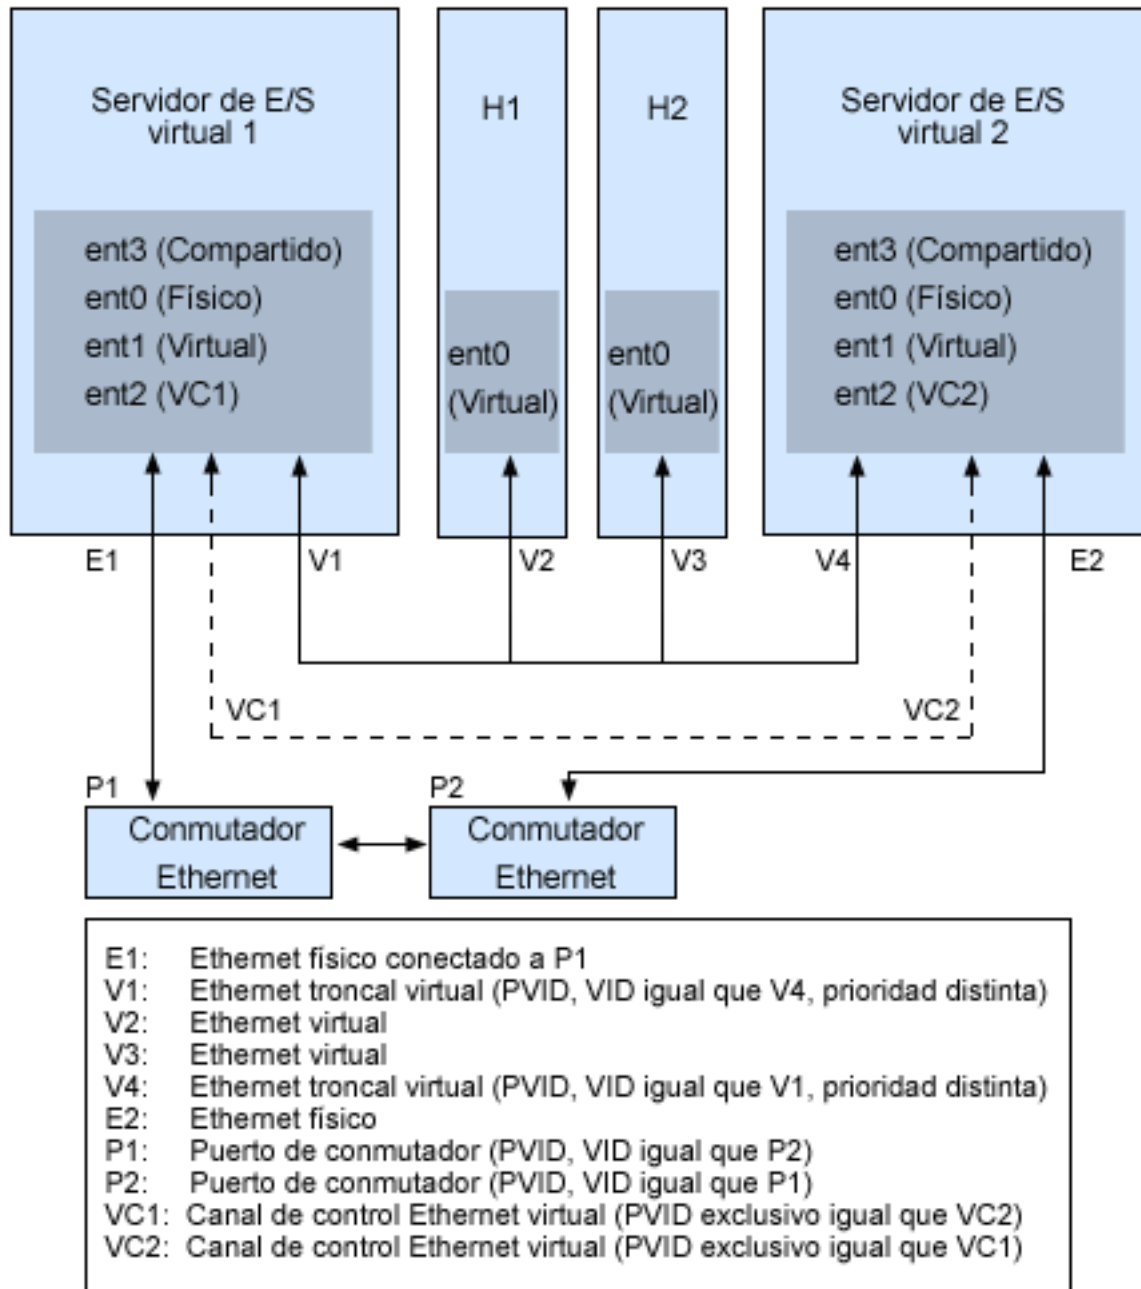 Servidor de E/S
virtual 1
H1
H2
Servidor de E/S
virtual 2
ent3 (Compartido)
ent0 (Físico)
ent1 (Virtual)
ent2 (VC1)
ent0
(Virtual)
ent0
(Virtual)
ent3 (Compartido)
ent0 (Físico)
ent1 (Virtual)
ent2 (VC2)
E1
V1
V2
V3
V4
E2
VC1
VC2
P1
P2
Conmutador
Ethernet
Conmutador
Ethernet
E1: Ethernet físico conectado a P1
V1: Ethernet troncal virtual (PVID, VID igual que V4, prioridad distinta)
V2: Ethernet virtual
V3: Ethernet virtual
V4: Ethernet troncal virtual (PVID, VID igual que V1, prioridad distinta)
E2: Ethernet físico
P1: Puerto de conmutador (PVID, VID igual que P2)
P2: Puerto de conmutador (PVID, VID igual que P1)
VC1: Canal de control Ethernet virtual (PVID exclusivo igual que VC2)
VC2: Canal de control Ethernet virtual (PVID exclusivo igual que VC1)